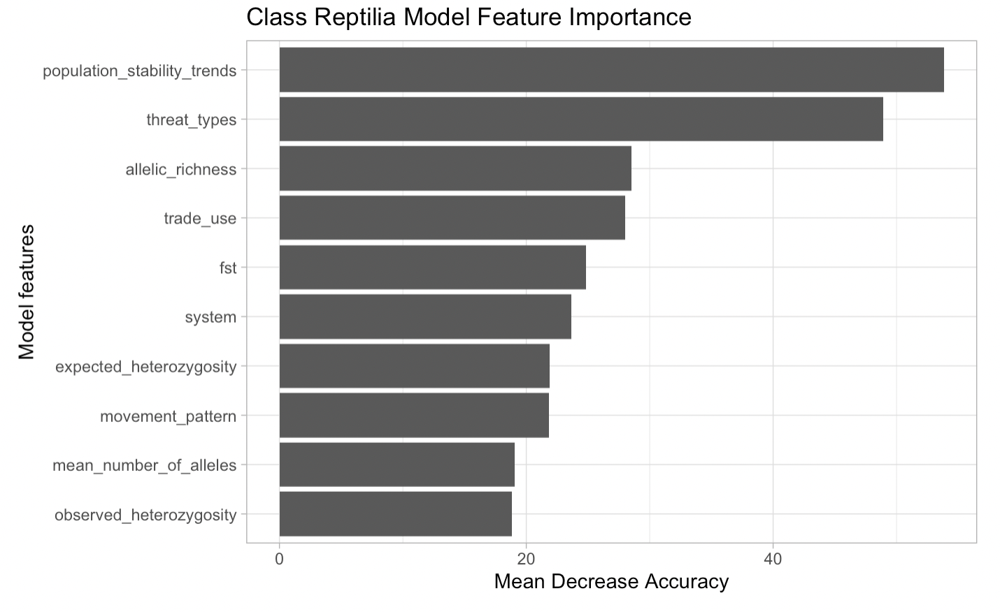 Class Reptilia Model Feature Importance
population_stability_trends
threat_types
allelic_richness
trade_use
fst
system
expected_heterozygosity
movement_pattern
mean_number_of_alleles
observed_heterozygosity
Model features
0 20 40
Mean Decrease Accuracy